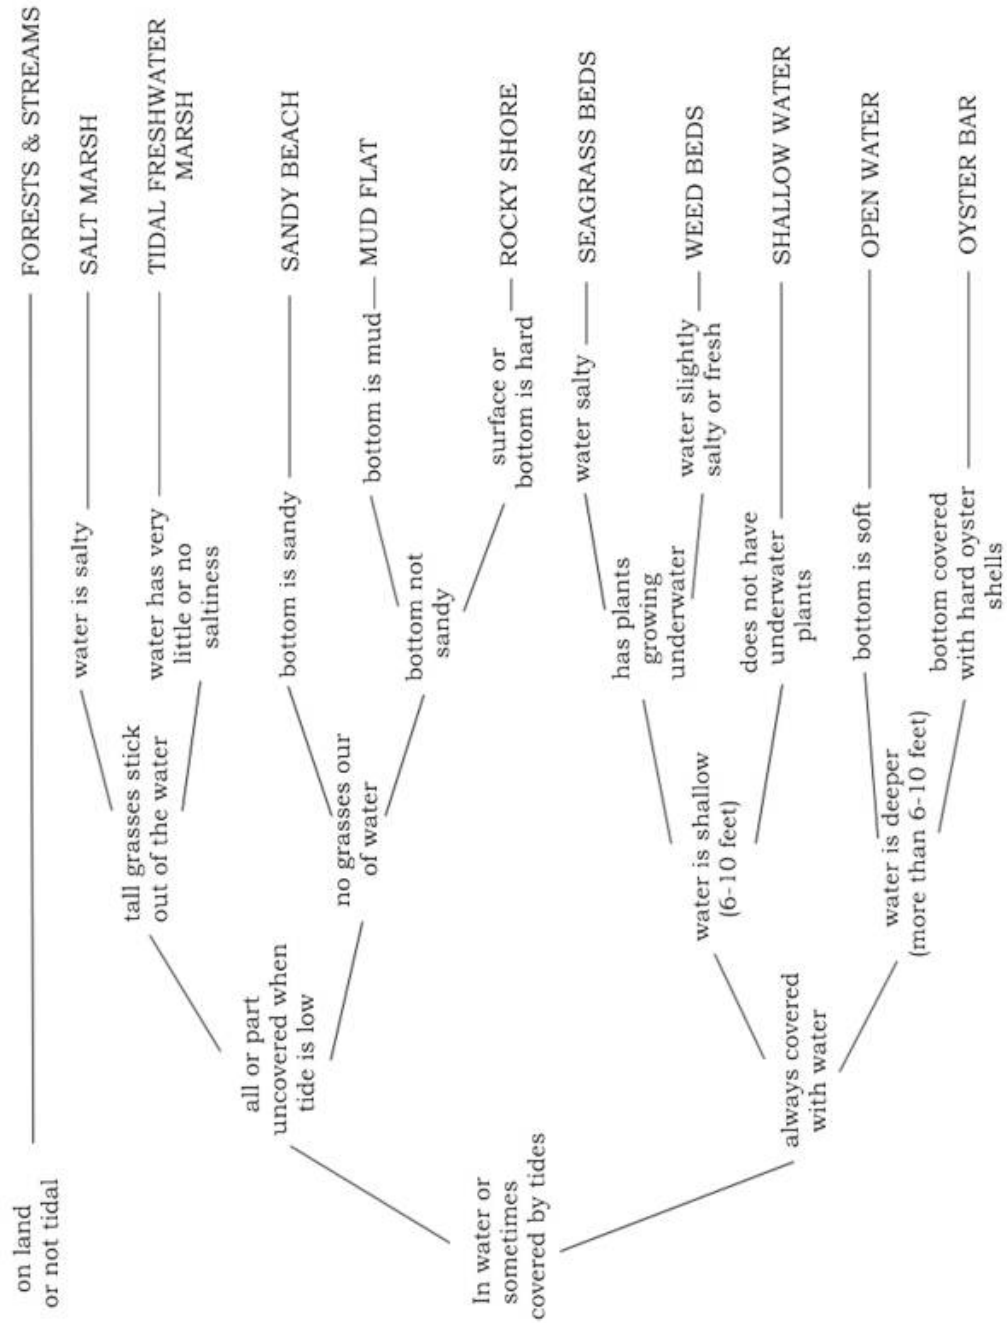 on land
or not tidal
FORESTS & STREAMS
In water or
sometimes
covered by tides
all or part
uncovered when
tide is low
tall grasses stick
out of the water
water is salty
SALT MARSH
water has very
little or no
saltiness
TIDAL FRESHWATER
MARSH
no grasses our
of water
bottom is sandy
SANDY BEACH
bottom not
sandy
bottom is mud
MUD FLAT
surface or
bottom is hard
ROCKY SHORE
always covered
with water
water is shallow
(6-10 feet)
has plants
growing
underwater
water salty
SEAGRASS BEDS
water slightly
salty or fresh
WEED BEDS
does not have
underwater
plants
SHALLOW WATER
water is deeper
(more than 6-10 feet)
bottom is soft
OPEN WATER
bottom covered
with hard oyster
shells
OYSTER BAR